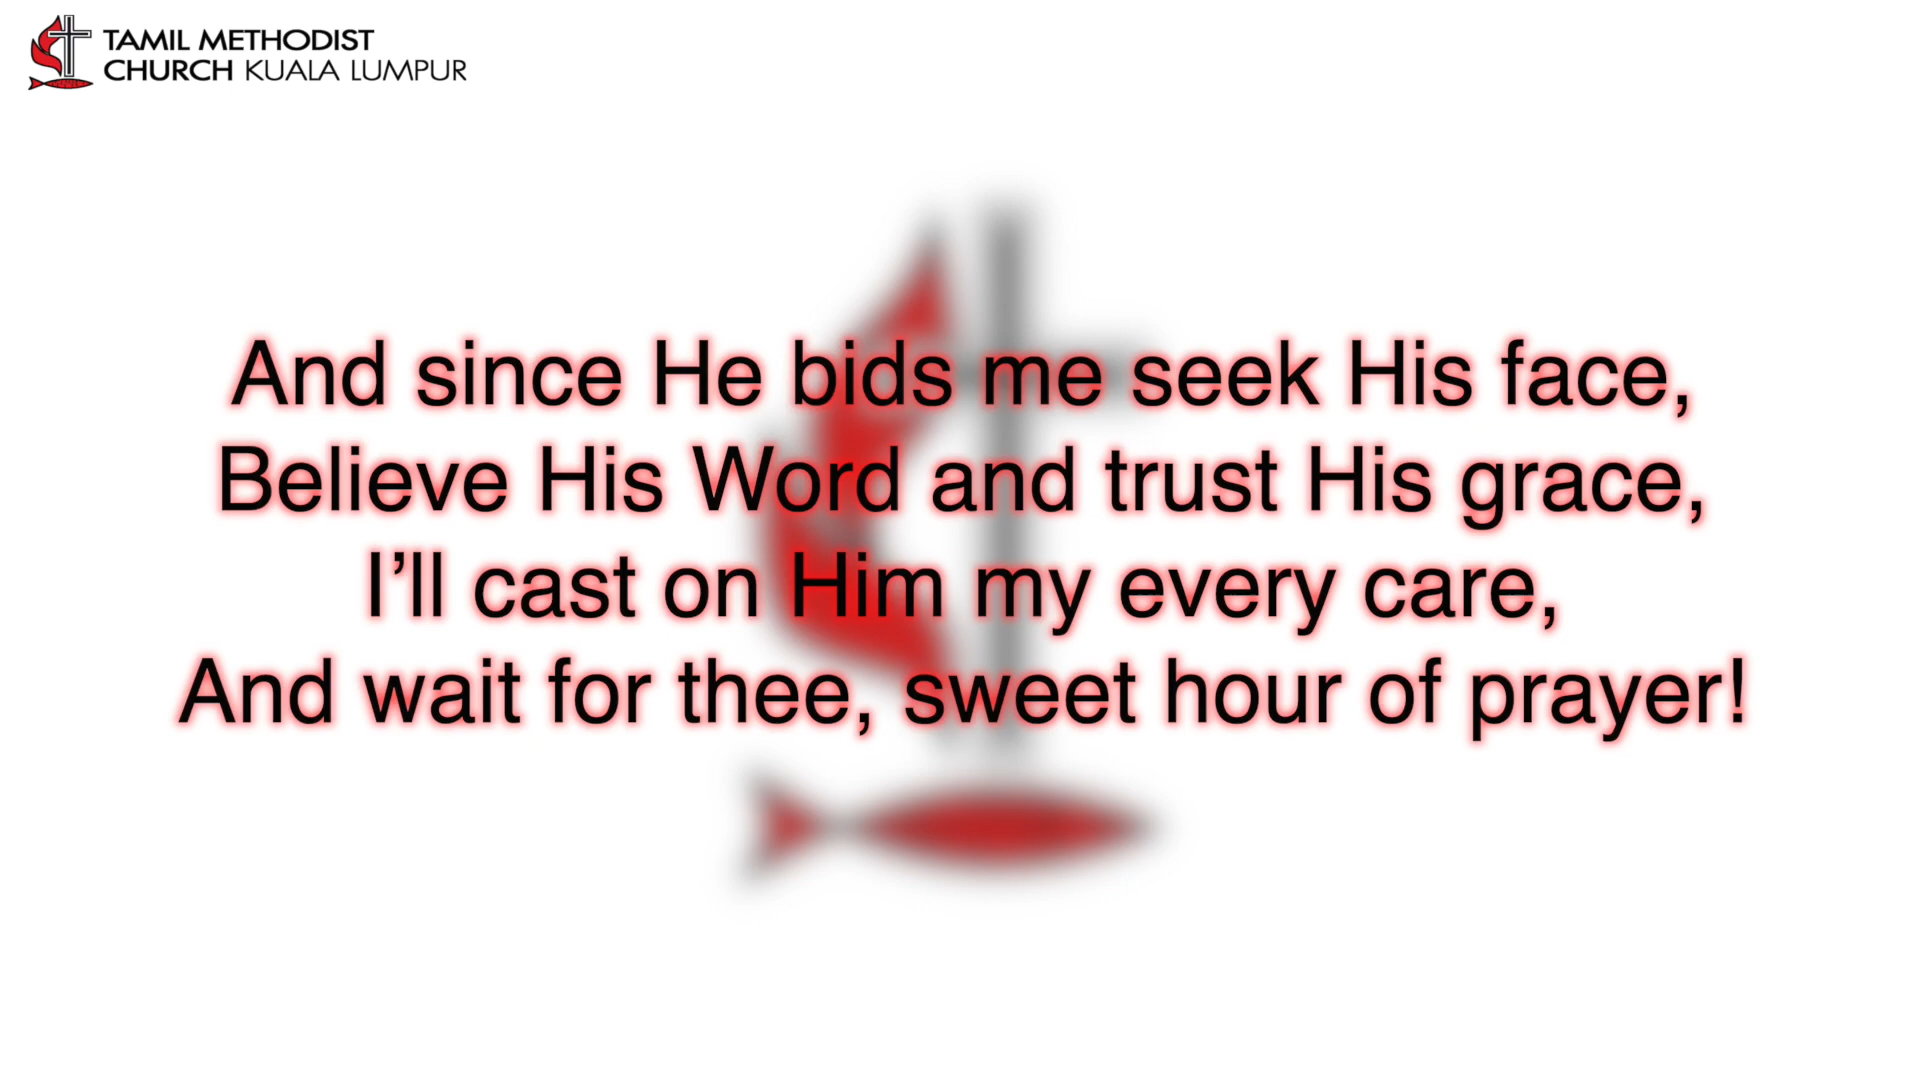 TAMIL METHODIST
CHURCH KUALA LUMPUR
And since He bids me seek His face,
Believe His Word and trust His grace,
I’ll cast on Him my every care,
And wait for thee, sweet hour of prayer!